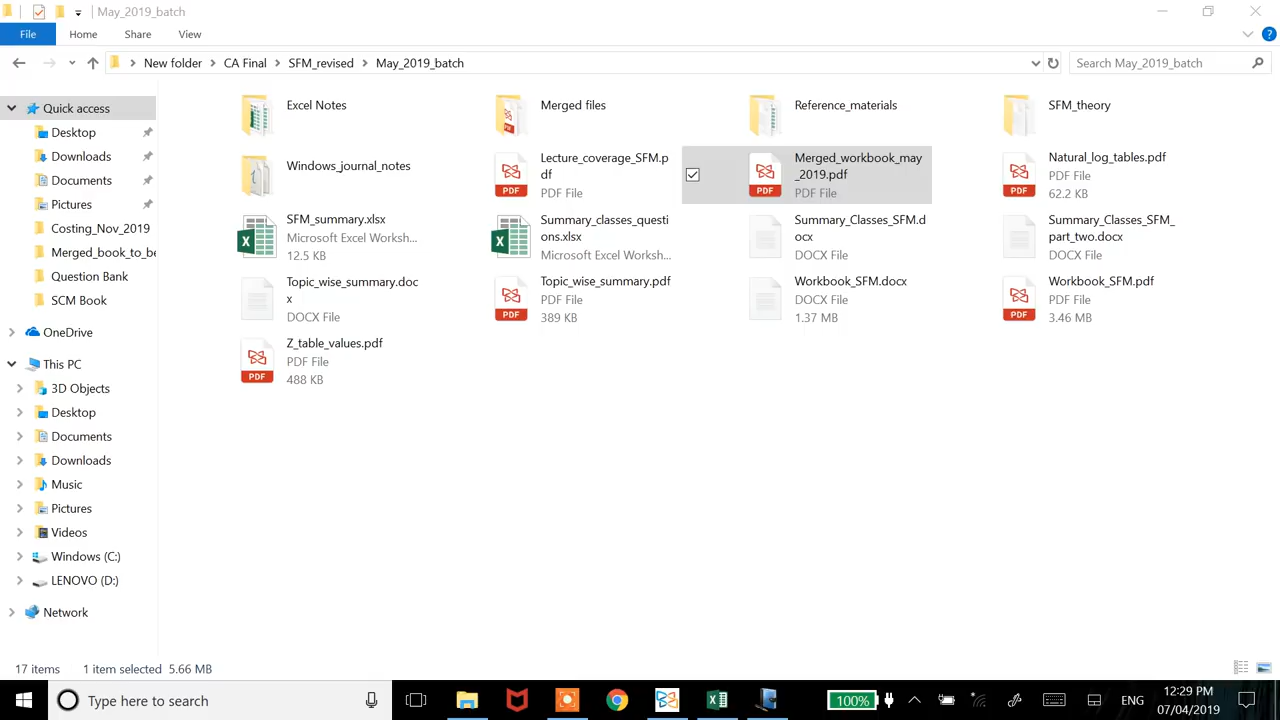 May_2019_batch
File Home Share View
New folder CA Final SFM_revised May_2019_batch
Search May_2019_batch
Quick access
Desktop
Downloads
Documents
Pictures
Costing_Nov_2019
Merged_book_to_be
Question Bank
SCM Book
OneDrive
This PC
3D Objects
Desktop
Documents
Downloads
Music
Pictures
Videos
Windows (C:)
LENOVO (D:)
Network
Excel Notes
Merged files
Reference_materials
SFM_theory
Windows_journal_notes
Lecture_coverage_SFM.p
df
PDF File
Merged_workbook_may
_2019.pdf
PDF File
Natural_log_tables.pdf
PDF File
62.2 KB
SFM_summary.xlsx
Microsoft Excel Worksh...
12.5 KB
Summary_classes_questi
ons.xlsx
Microsoft Excel Worksh...
Summary_Classes_SFM.d
ocx
DOCX File
Summary_Classes_SFM_
part_two.docx
DOCX File
Topic_wise_summary.doc
x
DOCX File
Topic_wise_summary.pdf
PDF File
389 KB
Workbook_SFM.docx
DOCX File
1.37 MB
Workbook_SFM.pdf
PDF File
3.46 MB
Z_table_values.pdf
PDF File
488 KB
PDF
PDF
PDF
PDF
PDF
PDF
17 items 1 item selected 5.66 MB
Type here to search
100%
ENG
12:29 PM
07/04/2019